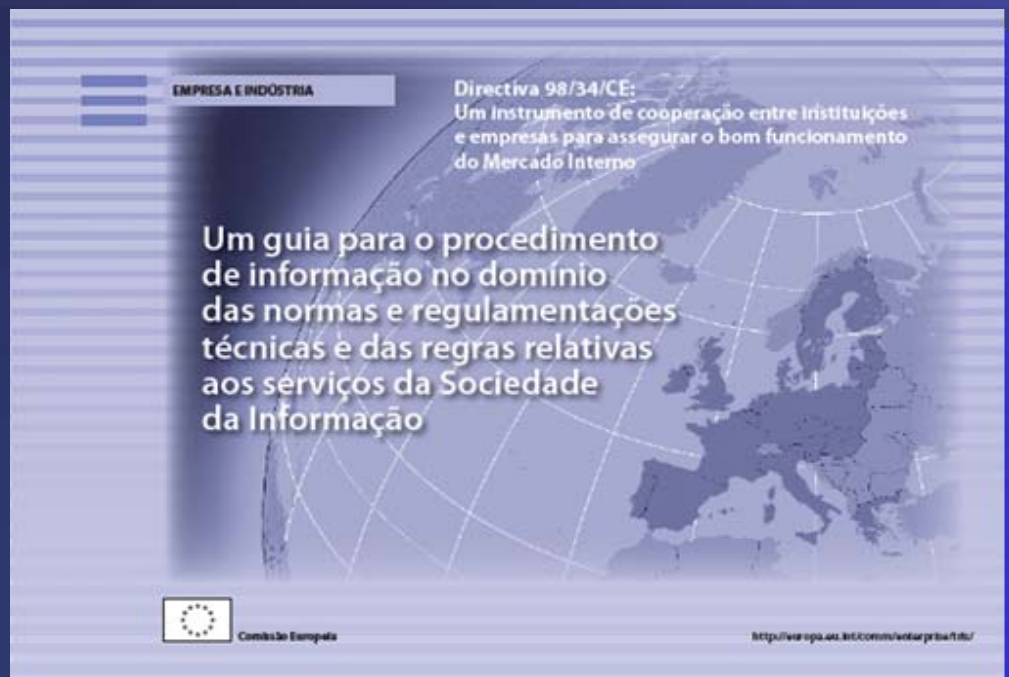 EMPRESA E INDÚSTRIA
Directiva 98/34/CE:
Um instrumento de cooperação entre instituições
e empresas para assegurar o bom funcionamento
do Mercado Interno
Um guia para o procedimento
de informação no domínio
das normas e regulamentações
técnicas e das regras relativas
aos serviços da Sociedade
da Informação
Comissão Europeia
http://europa.eu.int/comm/enterprise/tris/